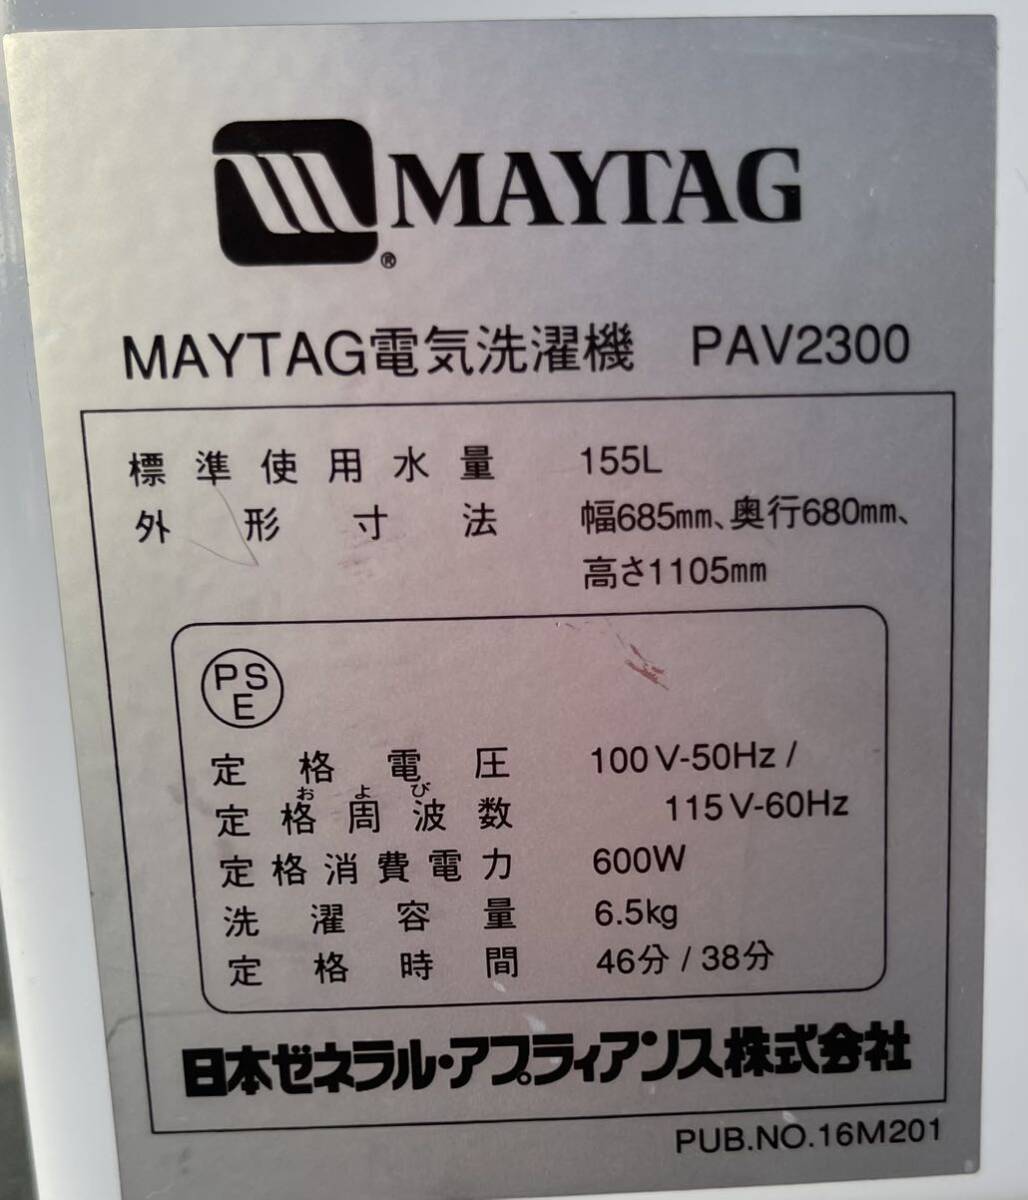 MAYTAG
®
MAYTAG電気洗濯機 PAV2300
標準使用水量 155L
外形寸法 幅685mm、奥行680mm、
高さ1105mm
PSE
定格電圧 100V-50Hz /
および
定格周波数 115V-60Hz
定格消費電力 600W
洗濯容量 6.5kg
定格時間 46分 / 38分
日本ゼネラル・アプライアンス株式会社
PUB.NO.16M201